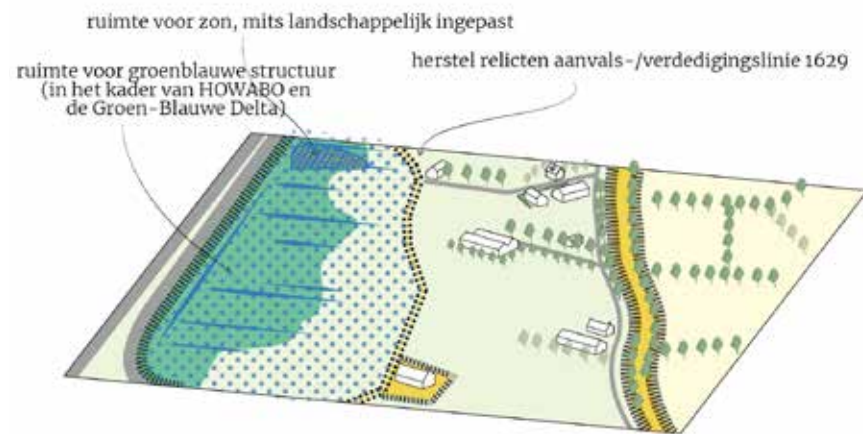 ruimte voor zon, mits landschappelijk ingepast
ruimte voor groenblauwe structuur
(in het kader van HOWABO en
de Groen-Blauwe Delta)
herstel relicten aanvals-/verdedigingslinie 1629